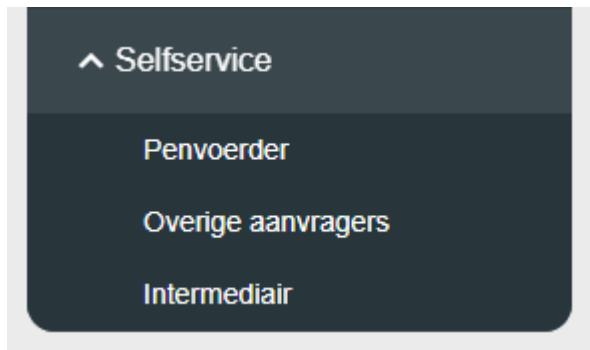 Selfservice
Penvoerder
Overige aanvragers
Intermediair